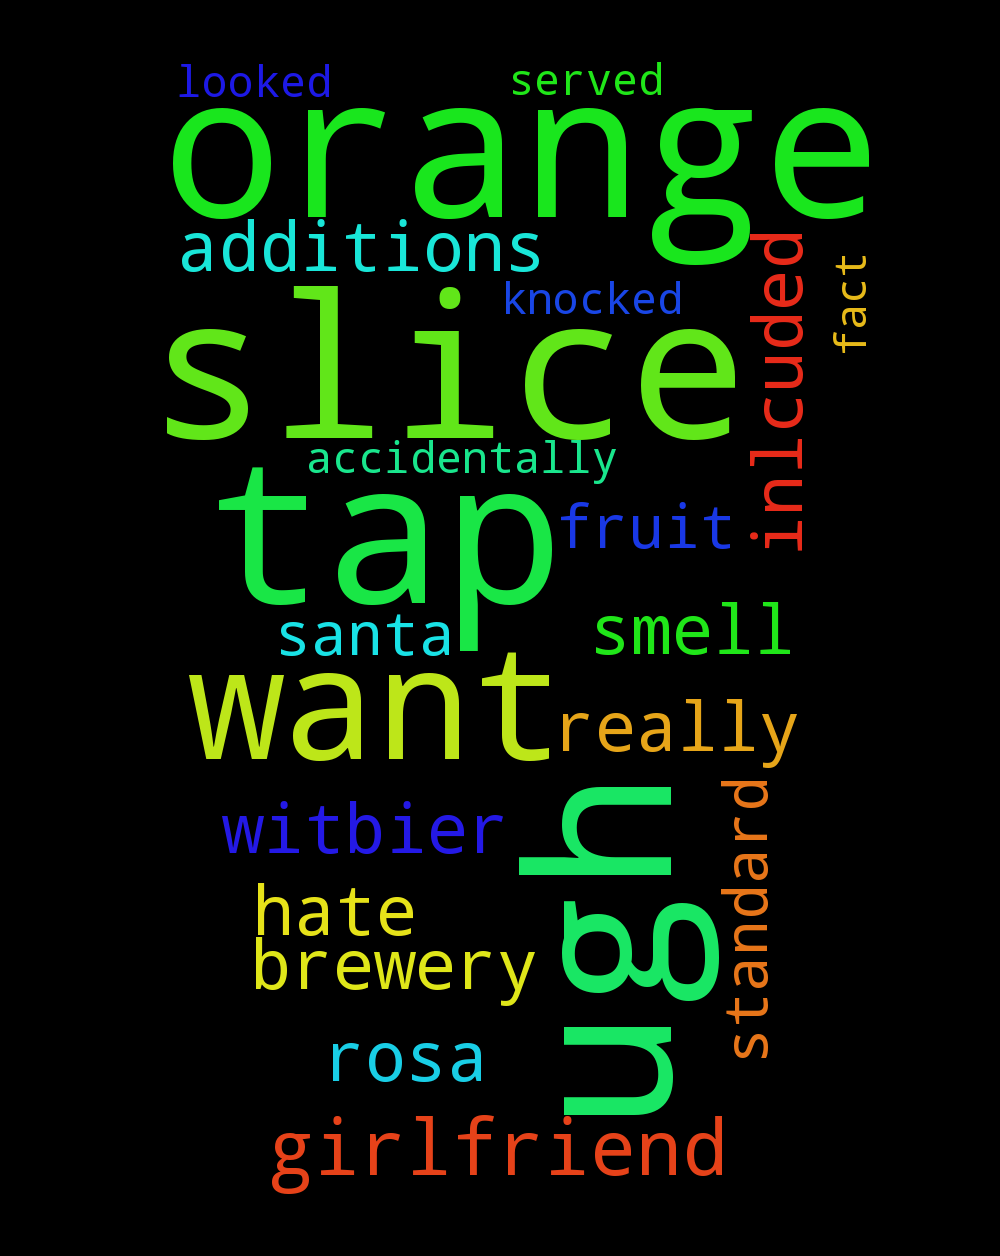 looked
served
orange
additions
inlcuded
fact
knocked
slice
accidentally
tap
fruit
santa
smell
want
really
witbier
ugh
standard
hate
brewery
rosa
girlfriend